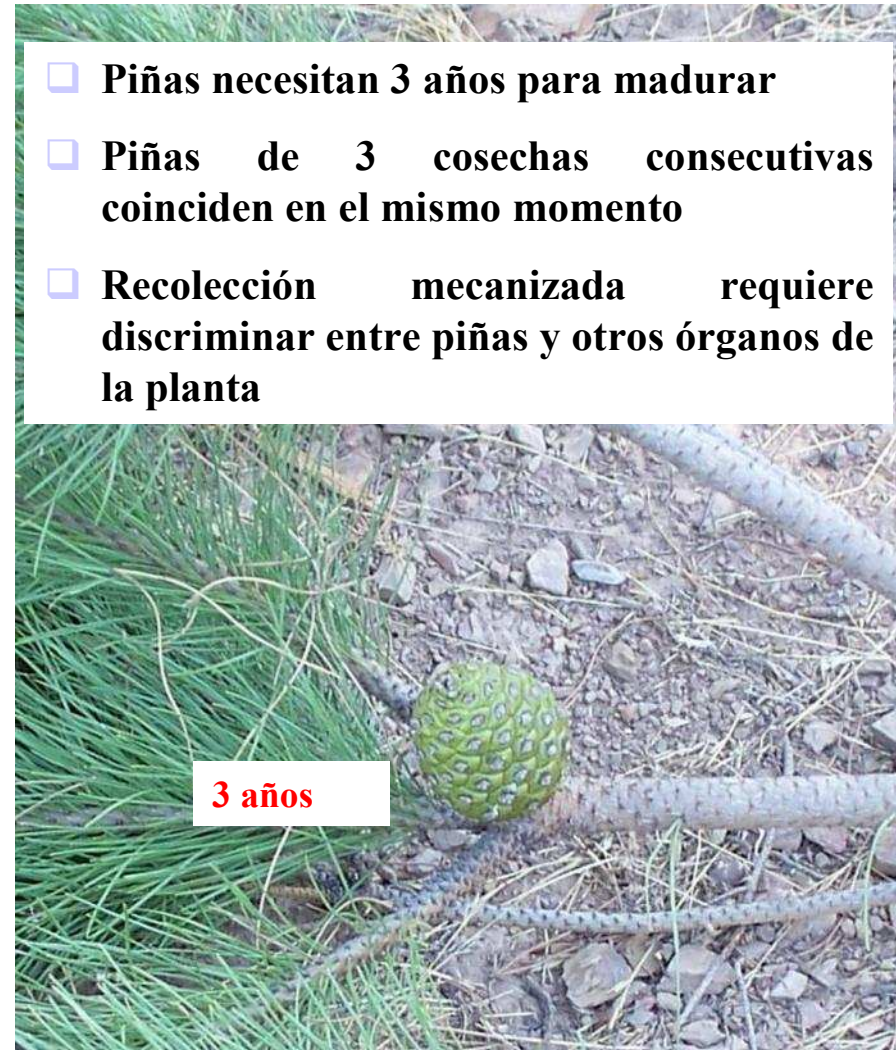 Piñas necesitan 3 años para madurar
Piñas de 3 cosechas consecutivas
coinciden en el mismo momento
Recolección mecanizada requiere
discriminar entre piñas y otros órganos de
la planta
3 años